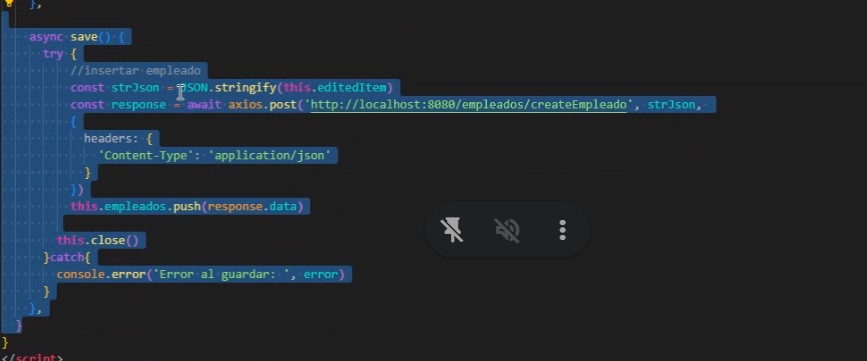 },
async save() {
try {
//insertar empleado
const strJson = JSON.stringify(this.editedItem)
const response = await axios.post('http://localhost:8080/empleados/createEmpleado', strJson,
{
headers: {
'Content-Type': 'application/json'
}
})
this.empleados.push(response.data)
this.close()
}catch{
console.error('Error al guardar: ', error)
}
},
}
}
</script>